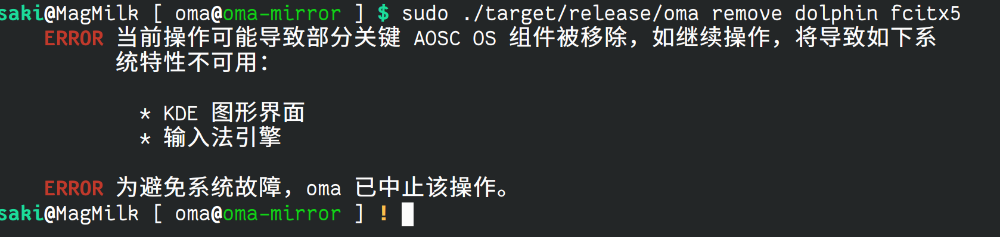 saki@MagMilk [ oma@oma-mirror ] $ sudo ./target/release/oma remove dolphin fcitx5
ERROR 当前操作可能导致部分关键 AOSC OS 组件被移除，如继续操作，将导致如下系
统特性不可用：
* KDE 图形界面
* 输入法引擎
ERROR 为避免系统故障，oma 已中止该操作。
saki@MagMilk [ oma@oma-mirror ] !